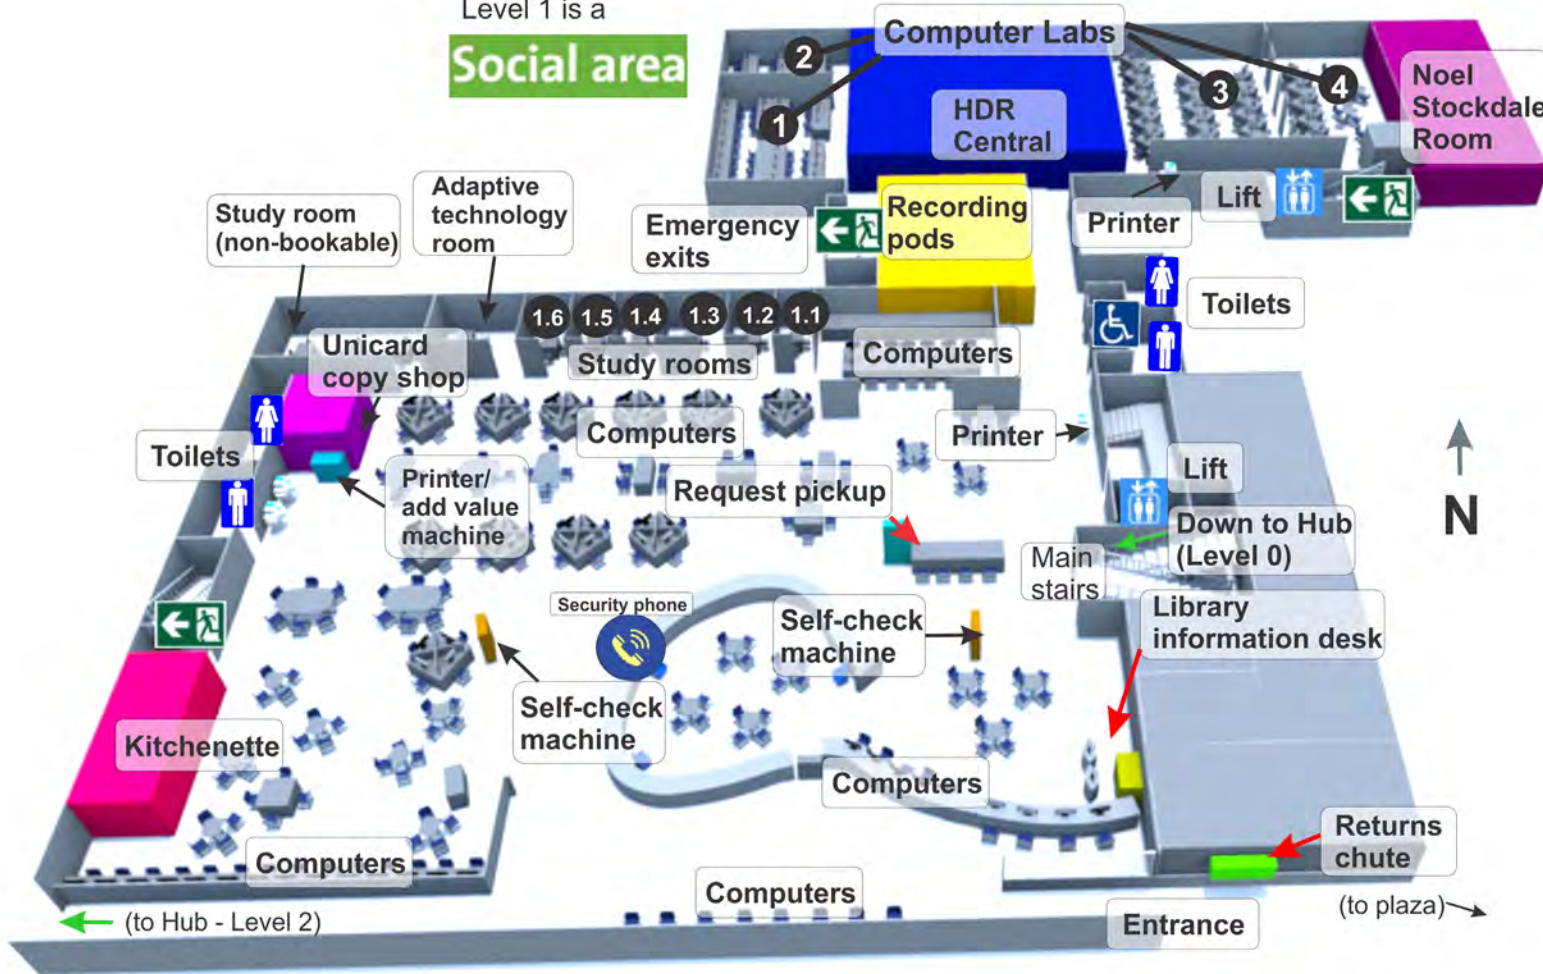 Level 1 is a
Social area
Computer Labs
2
1
3
4
HDR
Central
Noel
Stockdale
Room
Study room
(non-bookable)
Adaptive
technology
room
Emergency
exits
Recording
pods
Printer
Lift
Toilets
1.6
1.5
1.4
1.3
1.2
1.1
Study rooms
Computers
Unicard
copy shop
Computers
Toilets
Printer/
add value
machine
Printer
Request pickup
Lift
Down to Hub
(Level 0)
Main
stairs
N
Security phone
Self-check
machine
Library
information desk
Self-check
machine
Kitchenette
Computers
Computers
Computers
Returns
chute
(to Hub - Level 2)
Entrance
(to plaza)